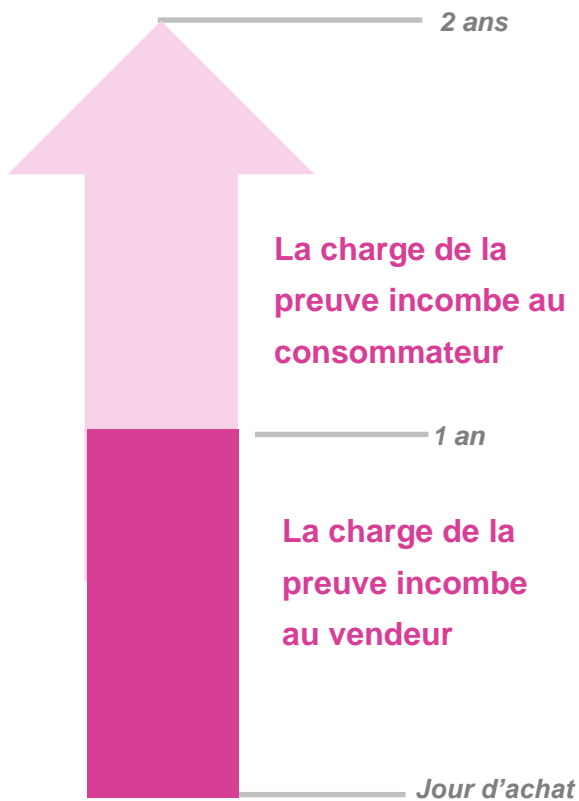 2 ans
La charge de la
preuve incombe au
consommateur
1 an
La charge de la
preuve incombe
au vendeur
Jour d’achat